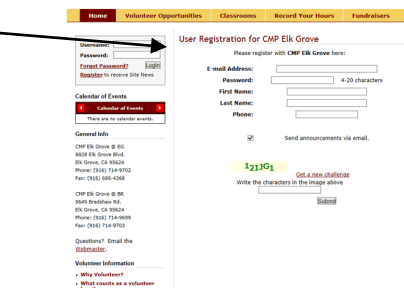 Home Volunteer Opportunities Classrooms Record Your Hours Fundraisers
Username:
Password:
Forgot Password? Login
Register to receive Site News
Calendar of Events
Calendar of Events
There are no calendar events.
General Info
CMP Elk Grove @ EG
8828 Elk Grove Blvd.
Elk Grove, CA 95624
Phone: (916) 714-9702
Fax: (916) 686-4368
CMP Elk Grove @ BR
9649 Bradshaw Rd.
Elk Grove, CA 95624
Phone: (916) 714-9699
Fax: (916) 714-9703
Questions? Email the
Webmaster.
Volunteer Information
Why Volunteer?
What counts as a volunteer
User Registration for CMP Elk Grove
Please register with CMP Elk Grove here:
E-mail Address:
Password: 4-20 characters
First Name:
Last Name:
Phone:
Send announcements via email.
12IJG1
Get a new challenge
Write the characters in the image above
Submit